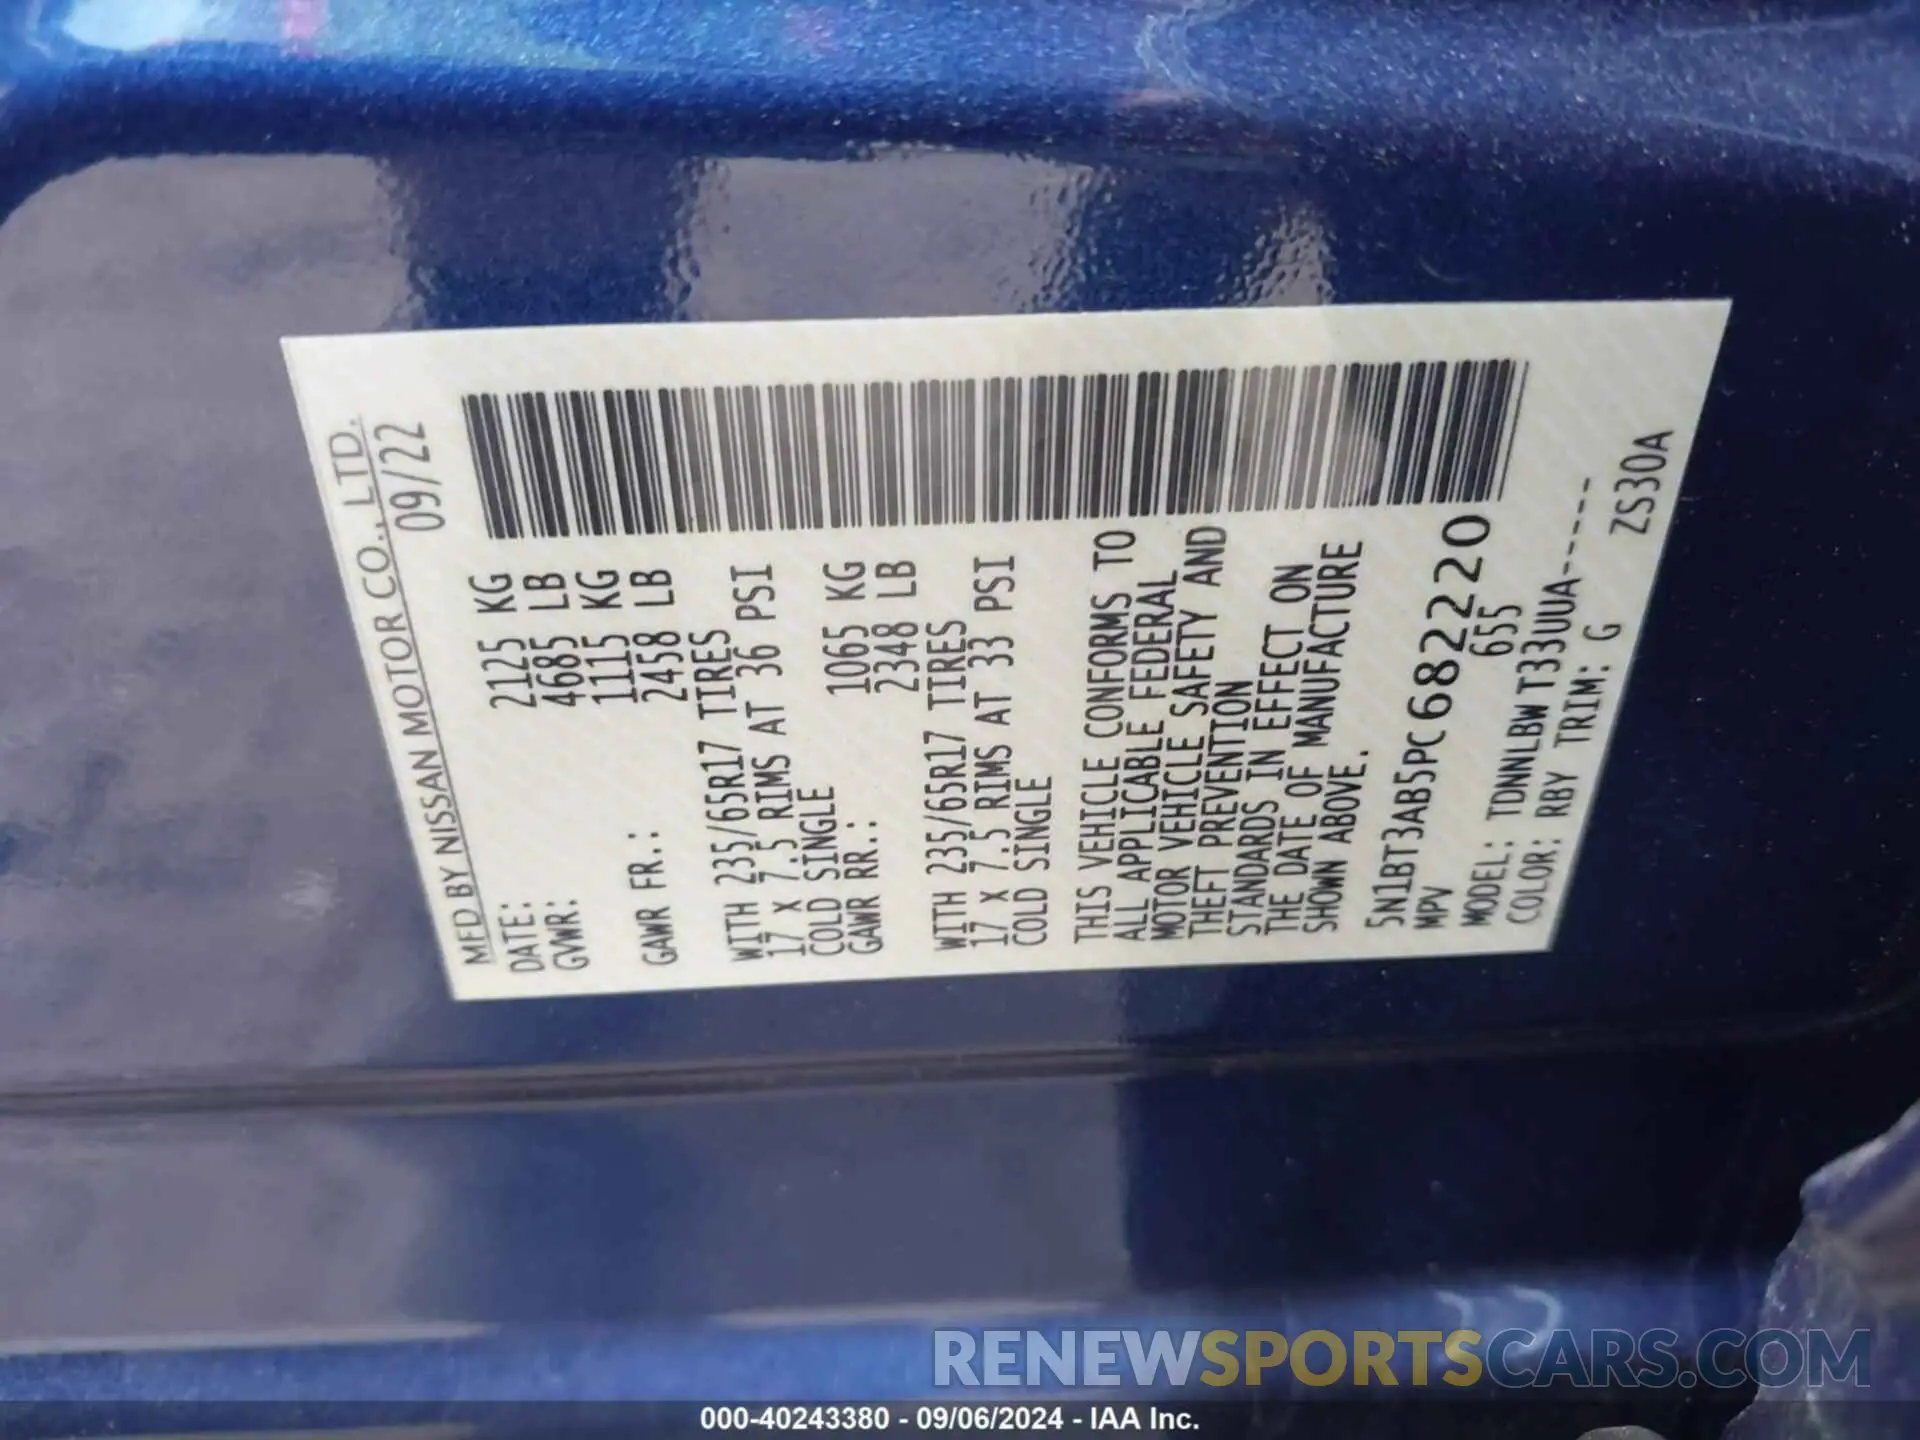 MFD BY NISSAN MOTOR CO., LTD.
DATE: 09/22
GVWR: 2125 KG
4685 LB
1115 KG
GAWR FR.: 2458 LB
WITH 235/65R17 TIRES
17 X 7.5 RIMS AT 36 PSI
COLD SINGLE
GAWR RR.: 1065 KG
2348 LB
WITH 235/65R17 TIRES
17 X 7.5 RIMS AT 33 PSI
COLD SINGLE
THIS VEHICLE CONFORMS TO
ALL APPLICABLE FEDERAL
MOTOR VEHICLE SAFETY AND
THEFT PREVENTION
STANDARDS IN EFFECT ON
THE DATE OF MANUFACTURE
SHOWN ABOVE.
5N1BT3AB5PC682220
MPV 655
MODEL: TDNNLBW T33UUA-----
COLOR: RBY TRIM: G ZS30A
RENEWSPORTSCARS.COM
000-40243380 - 09/06/2024 - IAA Inc.